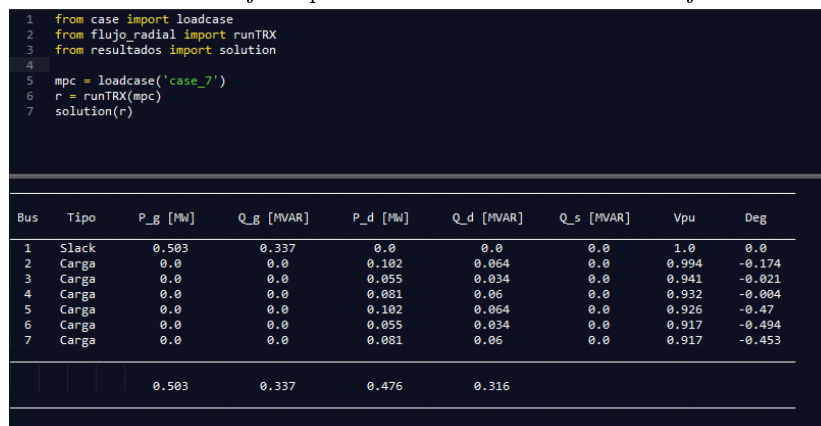 1 from case import loadcase
2 from flujo_radial import runTRX
3 from resultados import solution
4
5 mpc = loadcase('case_7')
6 r = runTRX(mpc)
7 solution(r)
Bus Tipo P_g [MW] Q_g [MVAR] P_d [MW] Q_d [MVAR] Q_s [MVAR] Vpu Deg
1 Slack 0.503 0.337 0.0 0.0 0.0 1.0 0.0
2 Carga 0.0 0.0 0.102 0.064 0.0 0.994 -0.174
3 Carga 0.0 0.0 0.055 0.034 0.0 0.941 -0.021
4 Carga 0.0 0.0 0.081 0.06 0.0 0.932 -0.004
5 Carga 0.0 0.0 0.102 0.064 0.0 0.926 -0.47
6 Carga 0.0 0.0 0.055 0.034 0.0 0.917 -0.494
7 Carga 0.0 0.0 0.081 0.06 0.0 0.917 -0.453
0.503 0.337 0.476 0.316